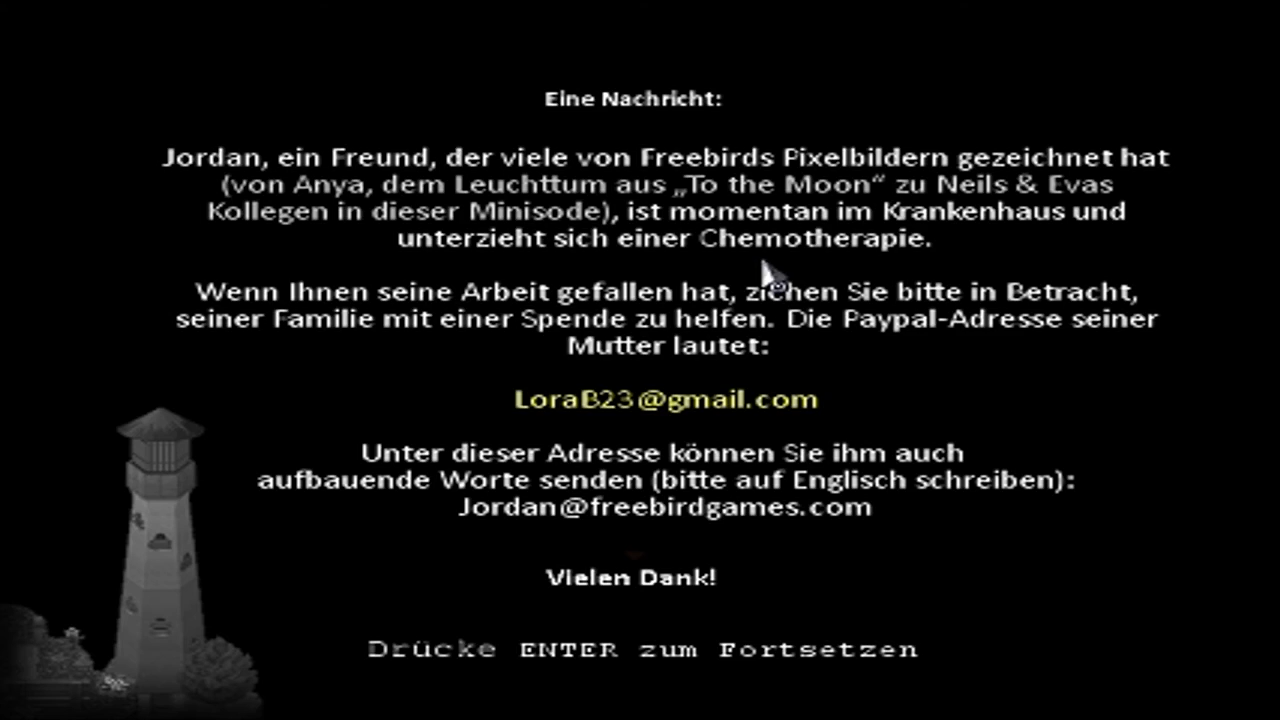 Eine Nachricht:
Jordan, ein Freund, der viele von Freebirds Pixelbildern gezeichnet hat
(von Anya, dem Leuchttum aus „To the Moon“ zu Neils & Evas
Kollegen in dieser Minisode), ist momentan im Krankenhaus und
unterzieht sich einer Chemotherapie.
Wenn Ihnen seine Arbeit gefallen hat, ziehen Sie bitte in Betracht,
seiner Familie mit einer Spende zu helfen. Die Paypal-Adresse seiner
Mutter lautet:
LoraB23@gmail.com
Unter dieser Adresse können Sie ihm auch
aufbauende Worte senden (bitte auf Englisch schreiben):
Jordan@freebirdgames.com
Vielen Dank!
Drücke ENTER zum Fortsetzen